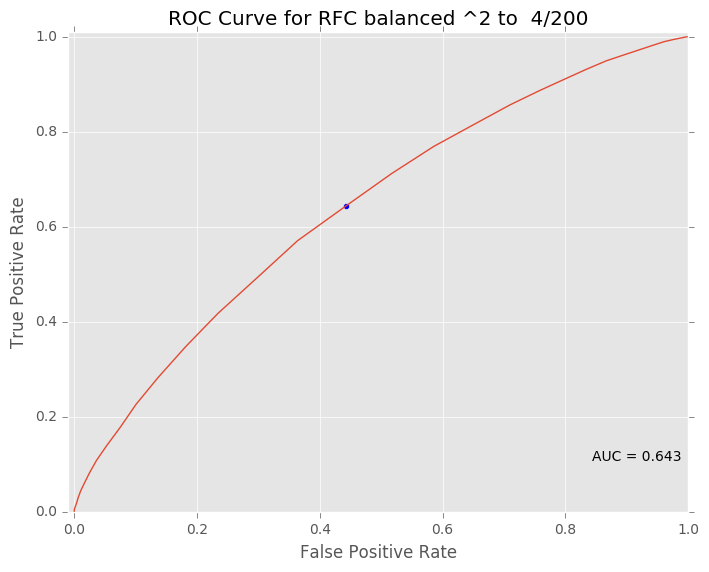 ROC Curve for RFC balanced ^2 to  4/200
True Positive Rate
1.0
0.8
0.6
0.4
0.2
0.0
AUC = 0.643
0.0 0.2 0.4 0.6 0.8 1.0
False Positive Rate